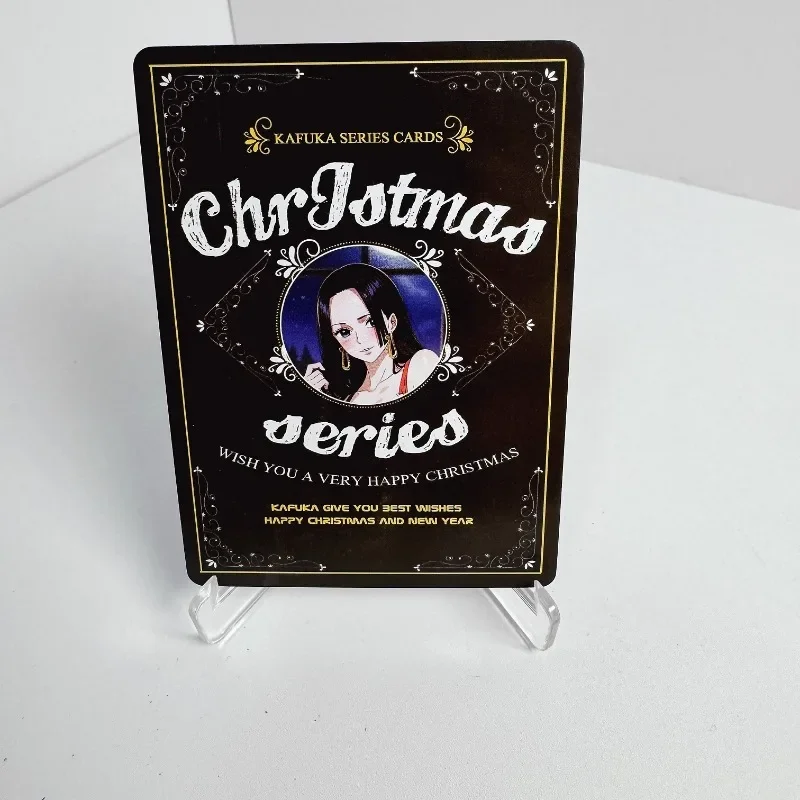 KAFUKA SERIES CARDS
ChrIstmas
series
WISH YOU A VERY HAPPY CHRISTMAS
KAFUKA GIVE YOU BEST WISHES
HAPPY CHRISTMAS AND NEW YEAR